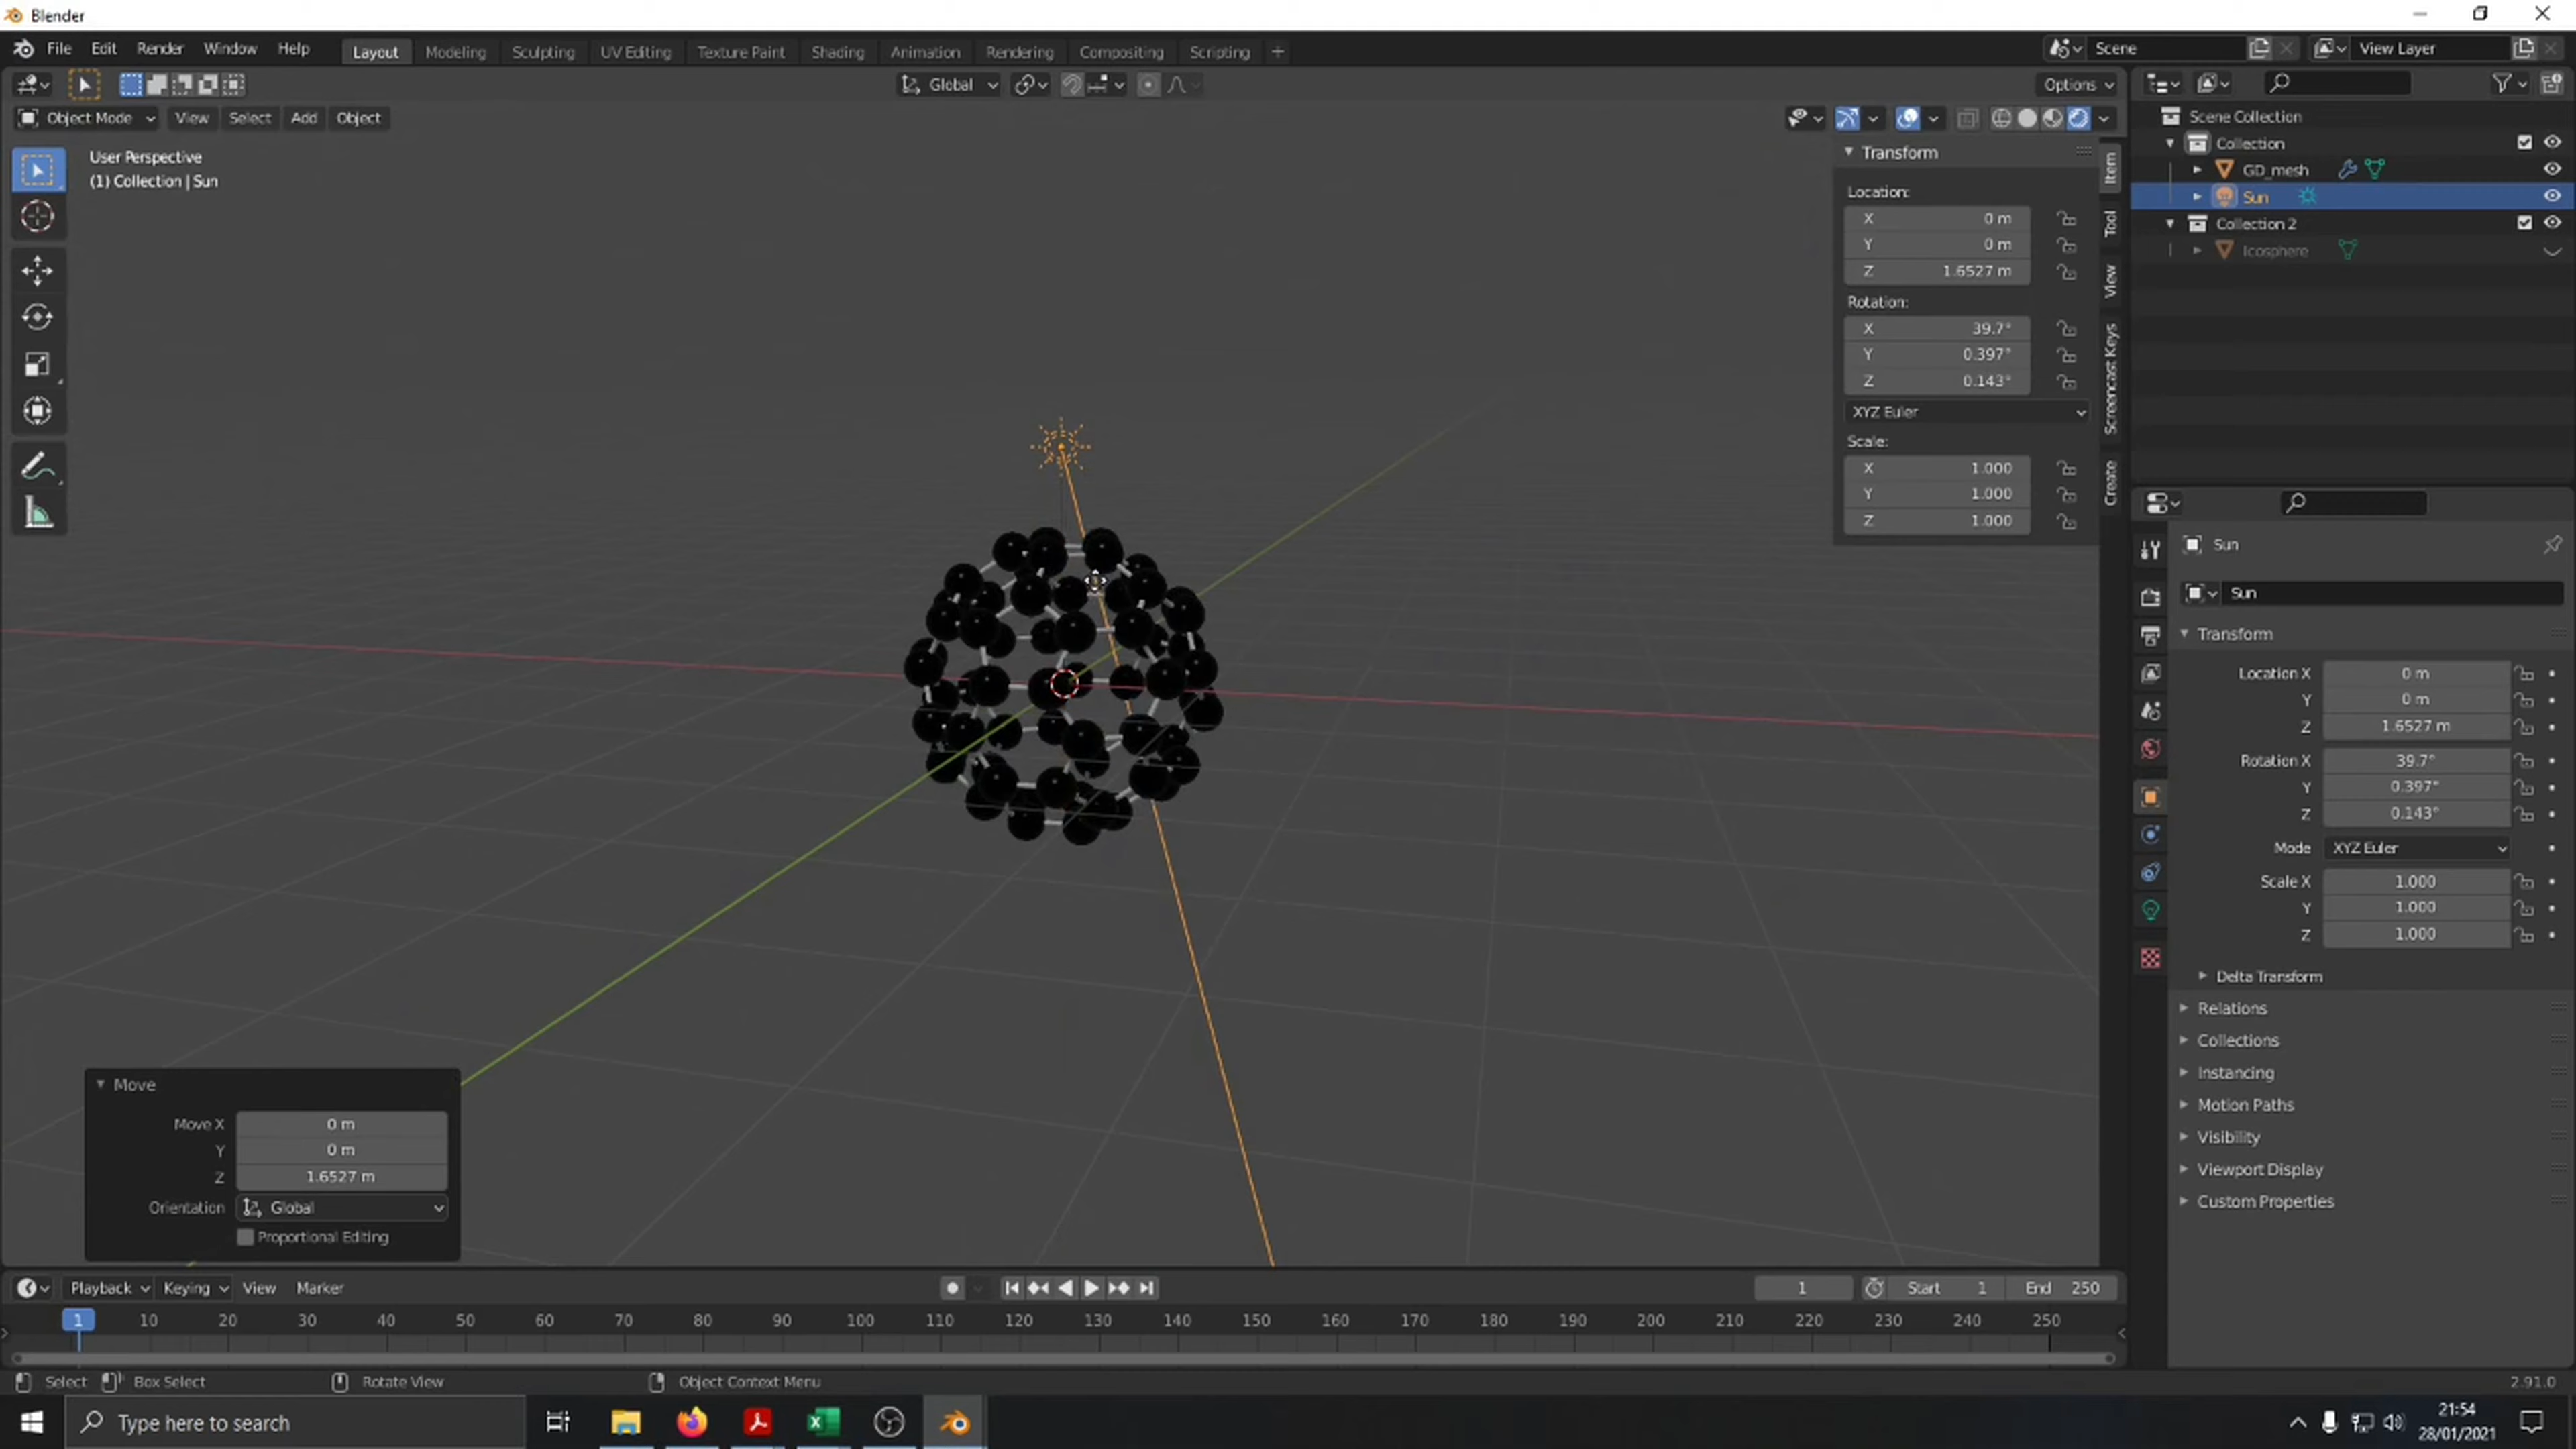 Blender
File Edit Render Window Help
Layout Modeling Sculpting UV Editing Texture Paint Shading Animation Rendering Compositing Scripting +
Scene
View Layer
Global
Options
Object Mode View Select Add Object
User Perspective
(1) Collection | Sun
Transform
Location:
X 0 m
Y 0 m
Z 1.6527 m
Rotation:
X 39.7°
Y 0.397°
Z 0.143°
XYZ Euler
Scale:
X 1.000
Y 1.000
Z 1.000
Item
Tool
View
Screencast Keys
Create
Scene Collection
Collection
GD_mesh
Sun
Collection 2
Icosphere
Sun
Sun
Transform
Location X 0 m
Y 0 m
Z 1.6527 m
Rotation X 39.7°
Y 0.397°
Z 0.143°
Mode XYZ Euler
Scale X 1.000
Y 1.000
Z 1.000
Delta Transform
Relations
Collections
Instancing
Motion Paths
Visibility
Viewport Display
Custom Properties
Move
Move X 0 m
Y 0 m
Z 1.6527 m
Orientation Global
Proportional Editing
Playback Keying View Marker
1 Start 1 End 250
1 10 20 30 40 50 60 70 80 90 100 110 120 130 140 150 160 170 180 190 200 210 220 230 240 250
Select Box Select Rotate View Object Context Menu
2.91.0
Type here to search
21:54
28/01/2021